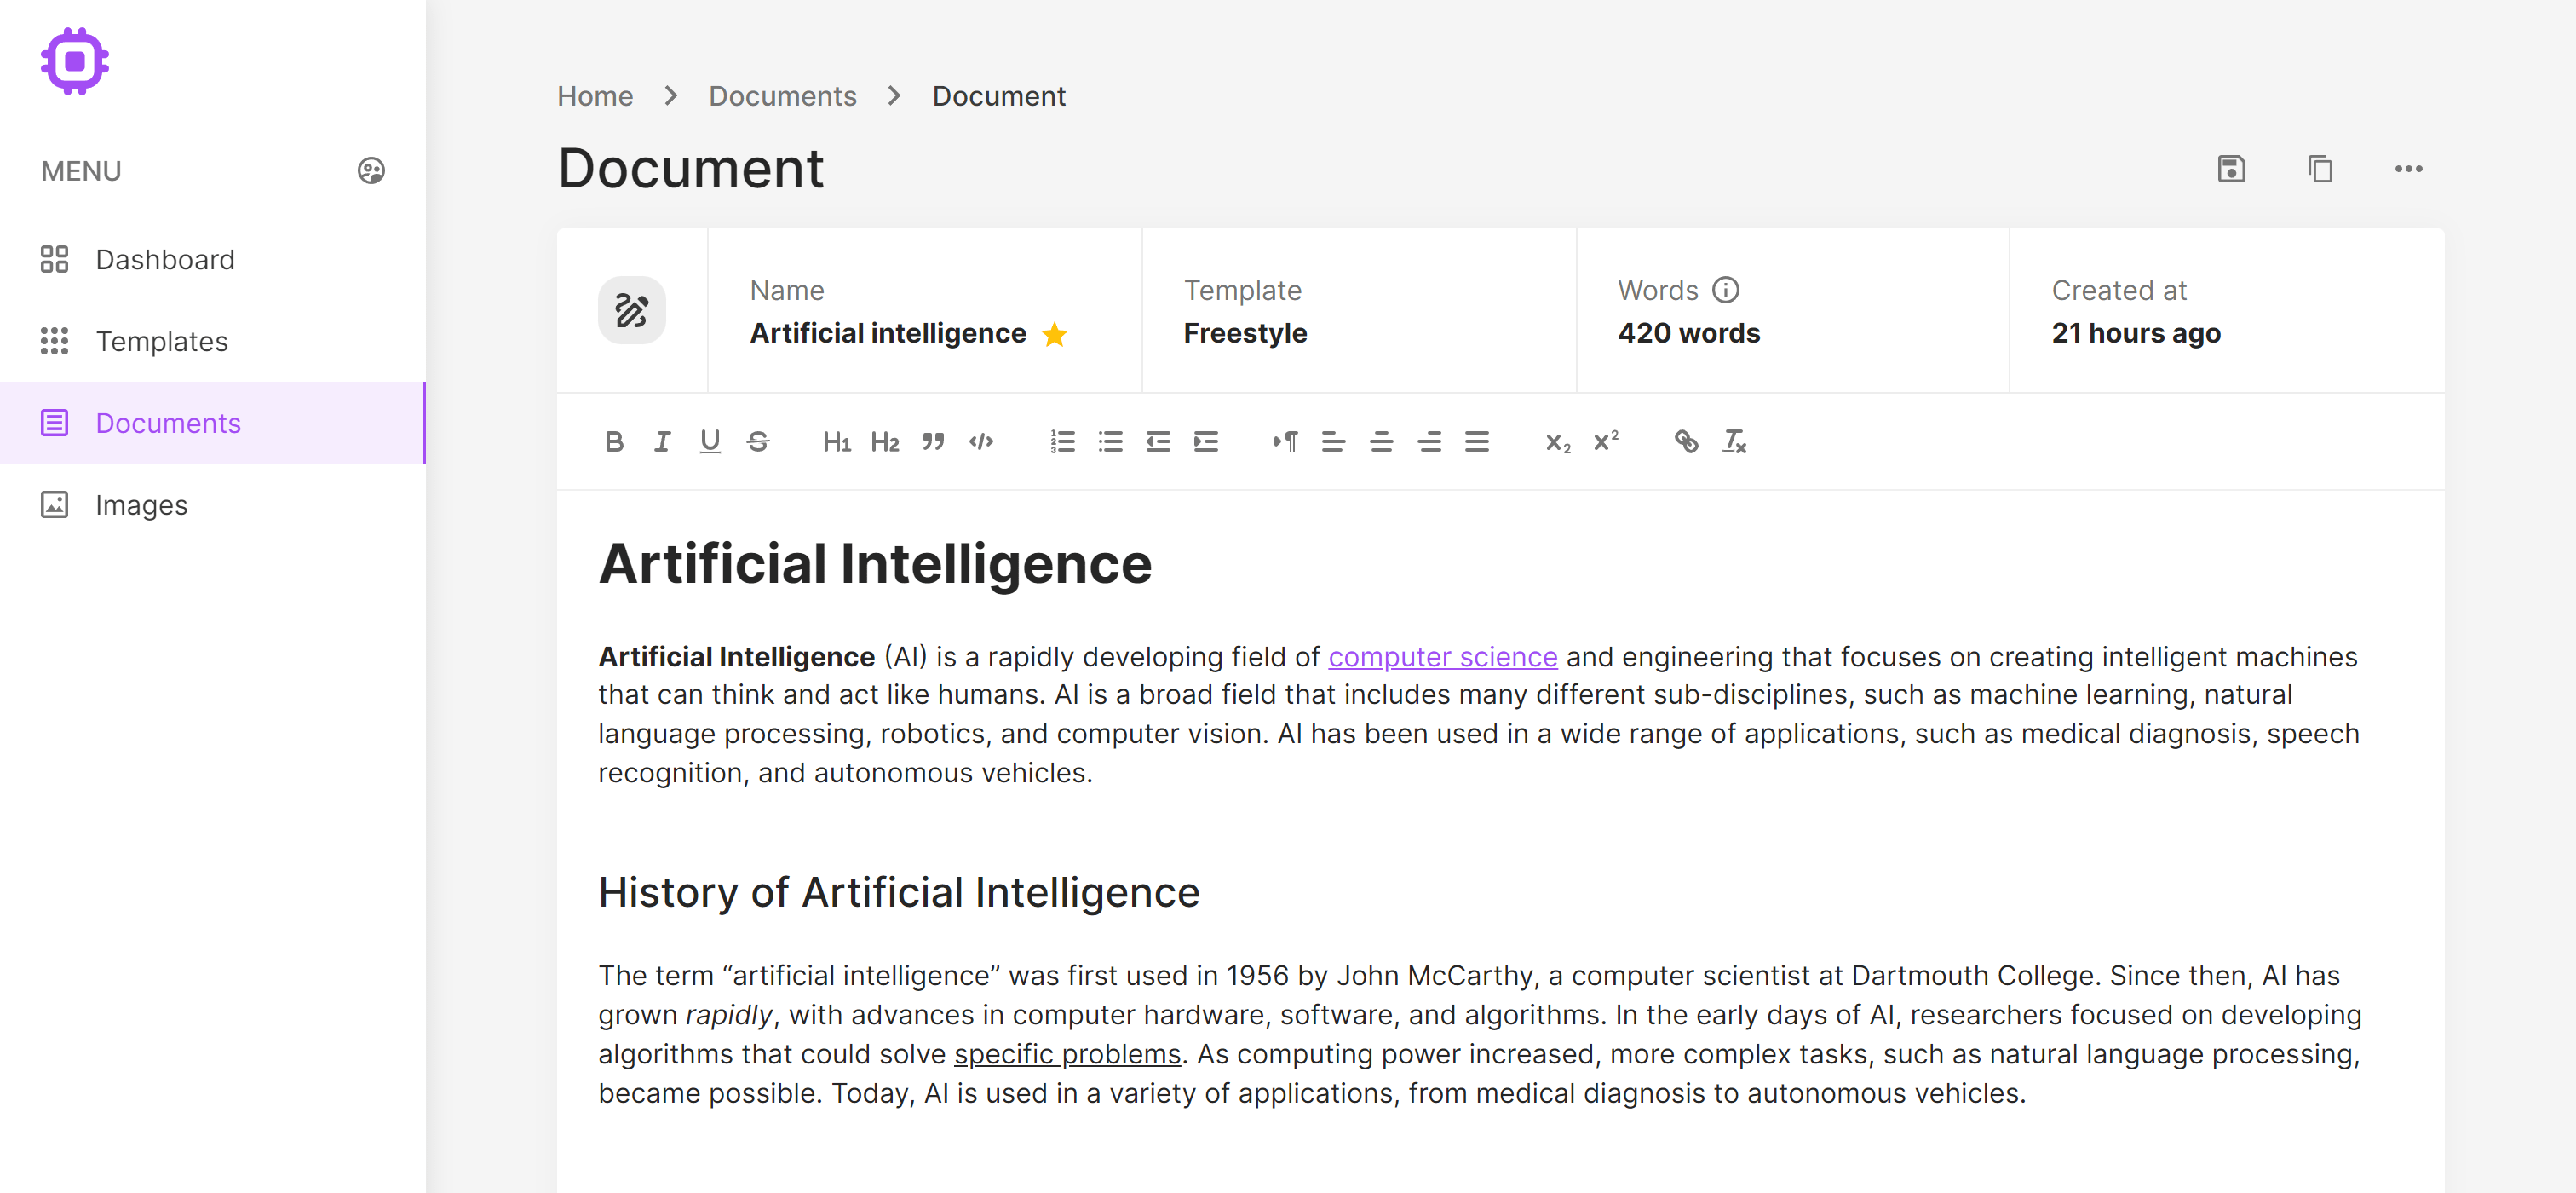 MENU
Dashboard
Templates
Documents
Images
Home > Documents > Document
Document
Name
Artificial intelligence
Template
Freestyle
Words
420 words
Created at
21 hours ago
B I U S H1 H2 ” </> x₂ x²
Artificial Intelligence
Artificial Intelligence (AI) is a rapidly developing field of computer science and engineering that focuses on creating intelligent machines
that can think and act like humans. AI is a broad field that includes many different sub-disciplines, such as machine learning, natural
language processing, robotics, and computer vision. AI has been used in a wide range of applications, such as medical diagnosis, speech
recognition, and autonomous vehicles.
History of Artificial Intelligence
The term “artificial intelligence” was first used in 1956 by John McCarthy, a computer scientist at Dartmouth College. Since then, AI has
grown rapidly, with advances in computer hardware, software, and algorithms. In the early days of AI, researchers focused on developing
algorithms that could solve specific problems. As computing power increased, more complex tasks, such as natural language processing,
became possible. Today, AI is used in a variety of applications, from medical diagnosis to autonomous vehicles.